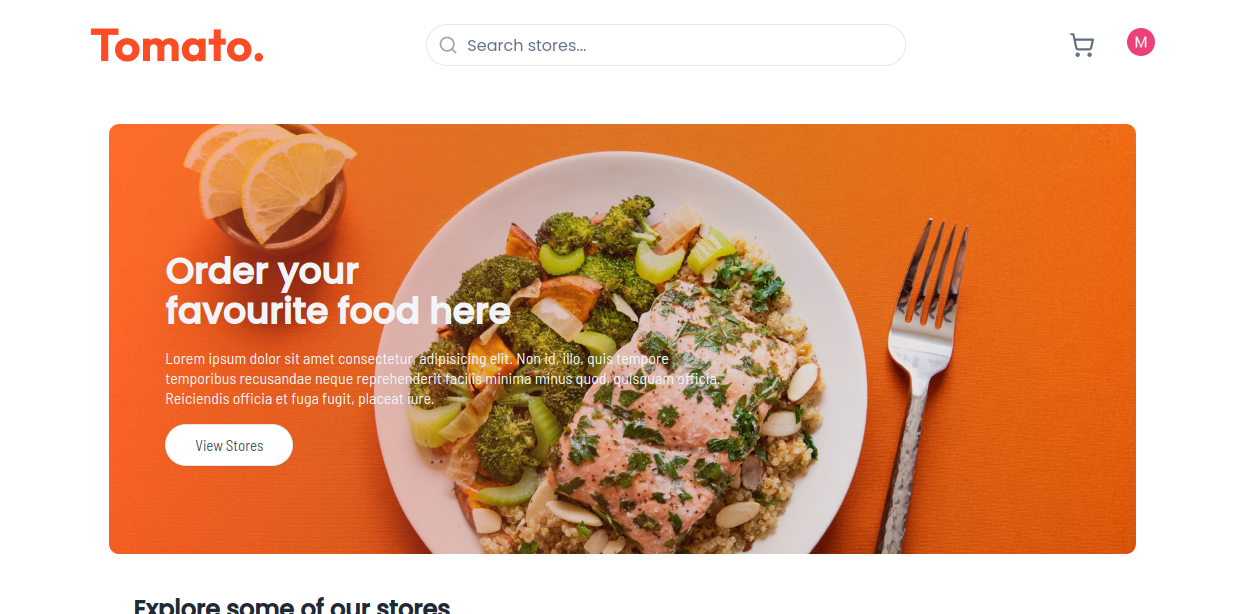 Tomato.
Search stores...
M
Order your
favourite food here
Lorem ipsum dolor sit amet consectetur, adipisicing elit. Non id, illo, quis tempore
temporibus recusandae neque reprehenderit facilis minima minus quod, quisquam officia.
Reiciendis officia et fuga fugit, placeat iure.
View Stores
Explore some of our stores